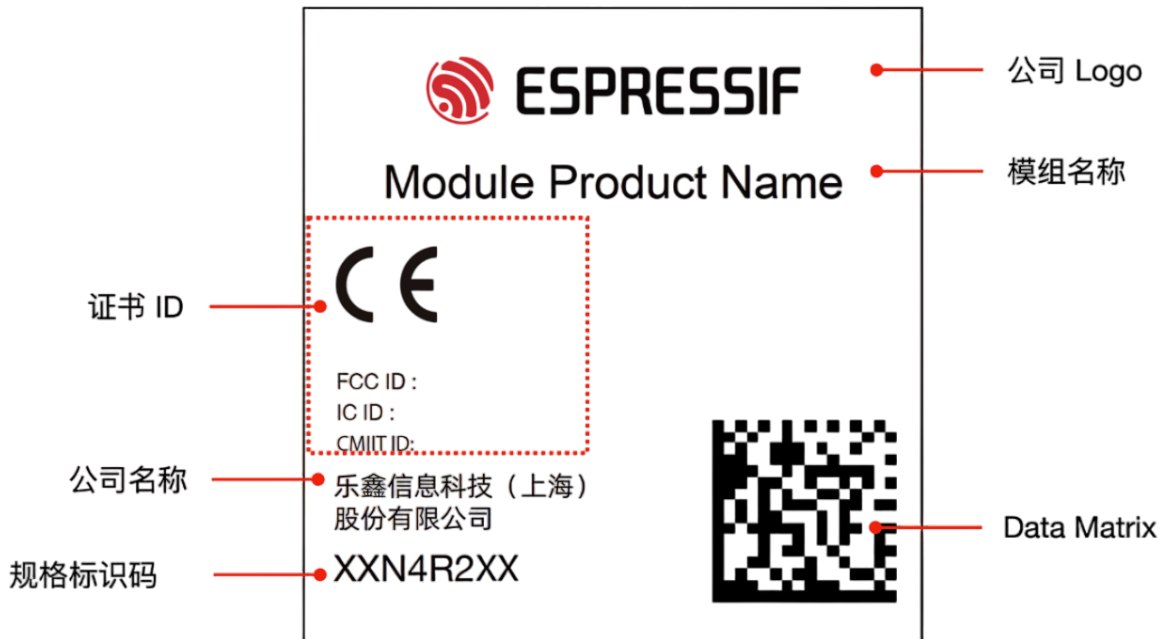 ESPRESSIF
公司 Logo
Module Product Name
模组名称
证书 ID
FCC ID :
IC ID :
CMIIT ID:
公司名称
乐鑫信息科技（上海）
股份有限公司
Data Matrix
规格标识码
XXN4R2XX